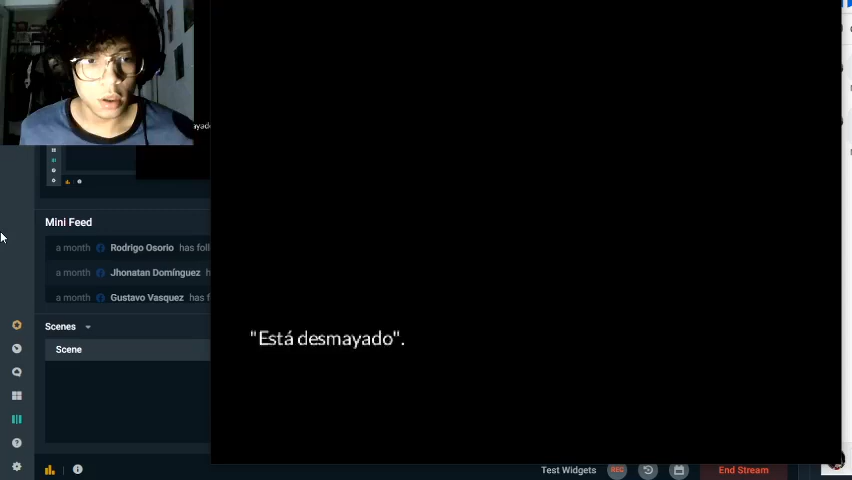 Mini Feed
a month Rodrigo Osorio has foll
a month Jhonatan Domínguez h
a month Gustavo Vasquez has f
Scenes
Scene
"Está desmayado".
Test Widgets REC End Stream